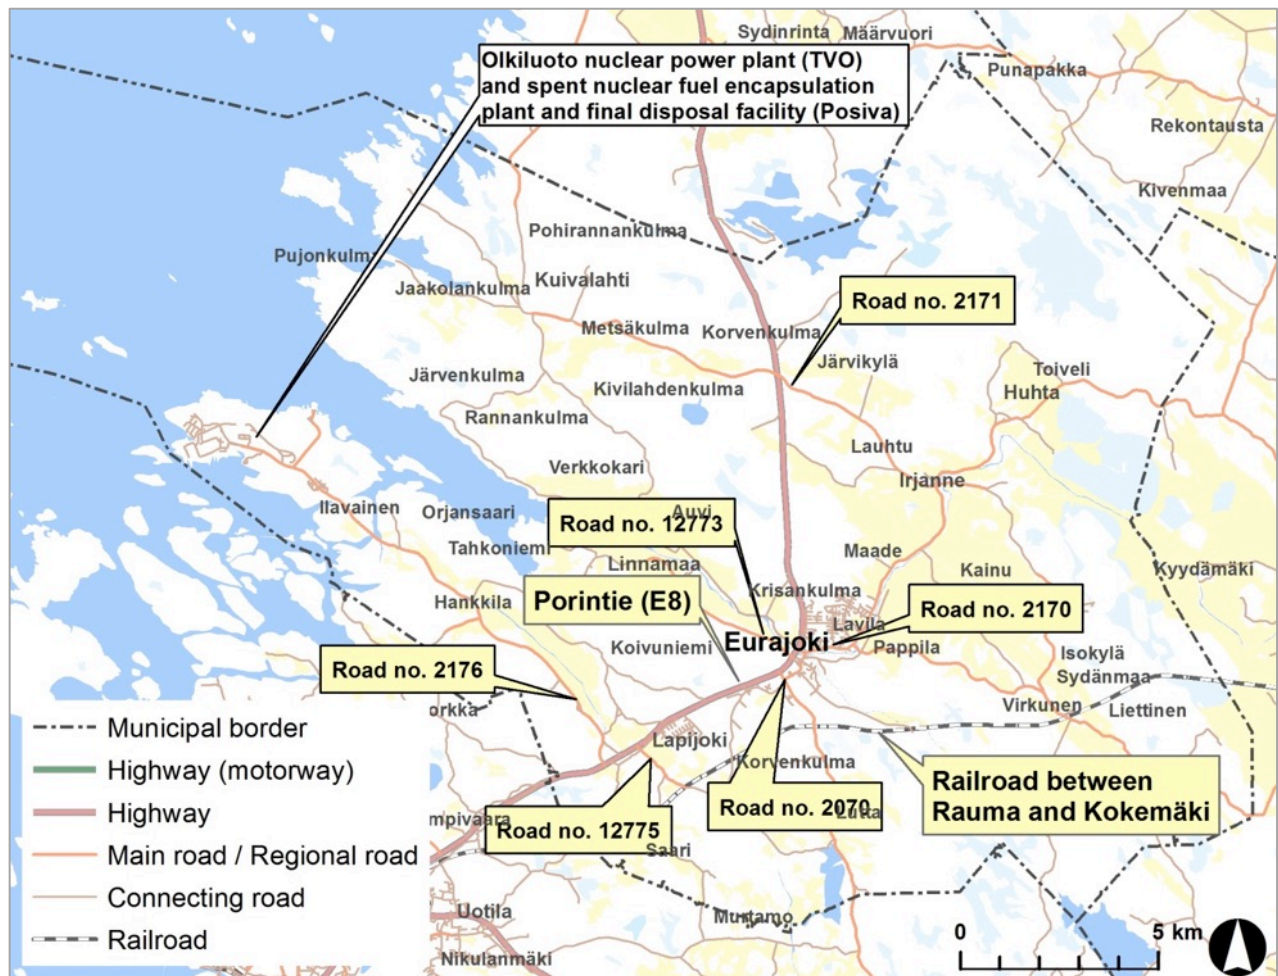 Sydinrinta
Määrvuori
Olkiluoto nuclear power plant (TVO)
and spent nuclear fuel encapsulation
plant and final disposal facility (Posiva)
Punapakka
Rekontausta
Kivenmaa
Pohirannankulma
Pujonkulm
Jaakolankulma
Kuivalahti
Road no. 2171
Metsäkulma
Korvenkulma
Järvikylä
Toiveli
Huhta
Järvenkulma
Kivilahdenkulma
Rannankulma
Lauhtu
Verkkokari
Irjanne
Ilavainen
Orjansaari
Auvi
Road no. 12773
Tahkoniemi
Maade
Linnamaa
Kainu
Kyydämäki
Krisankulma
Hankkila
Porintie (E8)
Road no. 2170
Lavila
Eurajoki
Koivuniemi
Pappila
Isokylä
Road no. 2176
Sydänmaa
Virkunen
Liettinen
orkka
Lapijoki
Korvenkulma
Railroad between
Rauma and Kokemäki
Road no. 2070
Lutta
mpivaara
Road no. 12775
Saari
Uotila
Murtamo
Nikulanmäki
Municipal border
Highway (motorway)
Highway
Main road / Regional road
Connecting road
Railroad
0 5 km